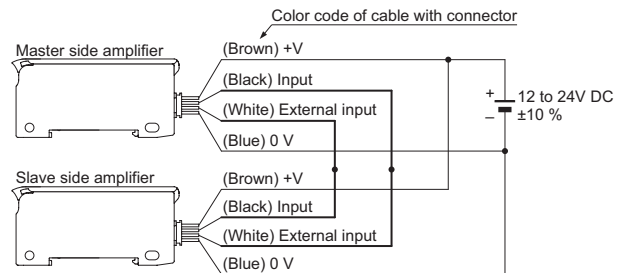 Color code of cable with connector
Master side amplifier
(Brown) +V
(Black) Input
(White) External input
(Blue) 0 V
+
–
12 to 24V DC
±10 %
Slave side amplifier
(Brown) +V
(Black) Input
(White) External input
(Blue) 0 V